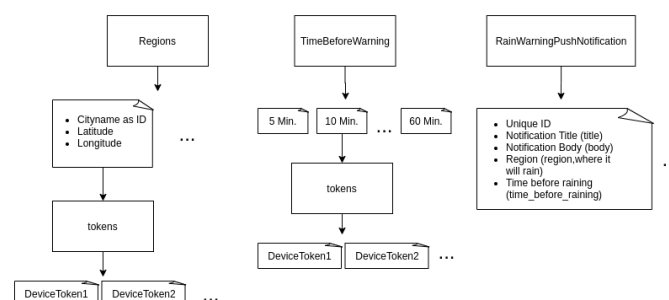 Regions
Cityname as ID
Latitude
Longitude
...
tokens
DeviceToken1
DeviceToken2
...
TimeBeforeWarning
5 Min.
10 Min.
...
60 Min.
tokens
DeviceToken1
DeviceToken2
...
RainWarningPushNotification
Unique ID
Notification Title (title)
Notification Body (body)
Region (region,where it
will rain)
Time before raining
(time_before_raining)